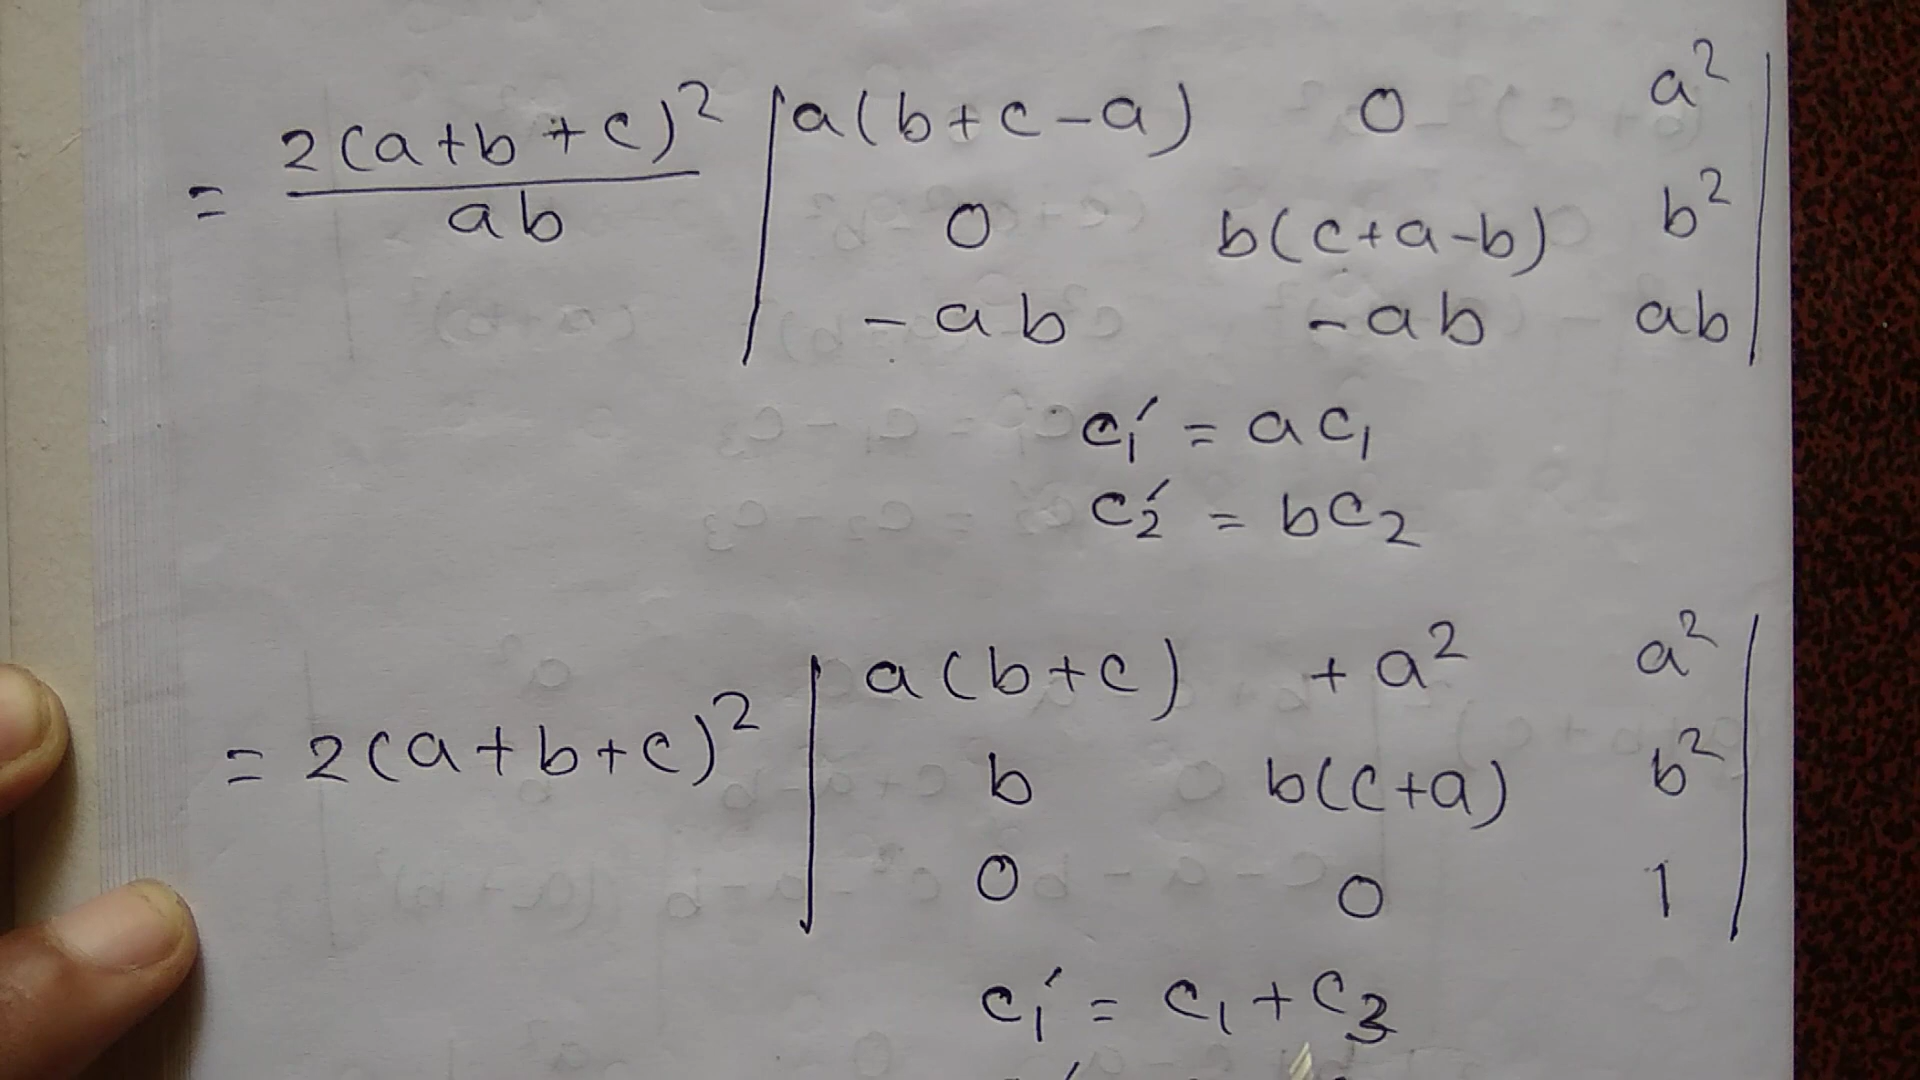 = 2(a+b+c)² / ab | a(b+c-a) 0 a² |
| 0 b(c+a-b) b² |
| -ab -ab ab |
c₁′ = ac₁
c₂′ = bc₂
= 2(a+b+c)² | a(b+c) +a² a² |
| b b(c+a) b² |
| 0 0 1 |
c₁′ = c₁+c₃